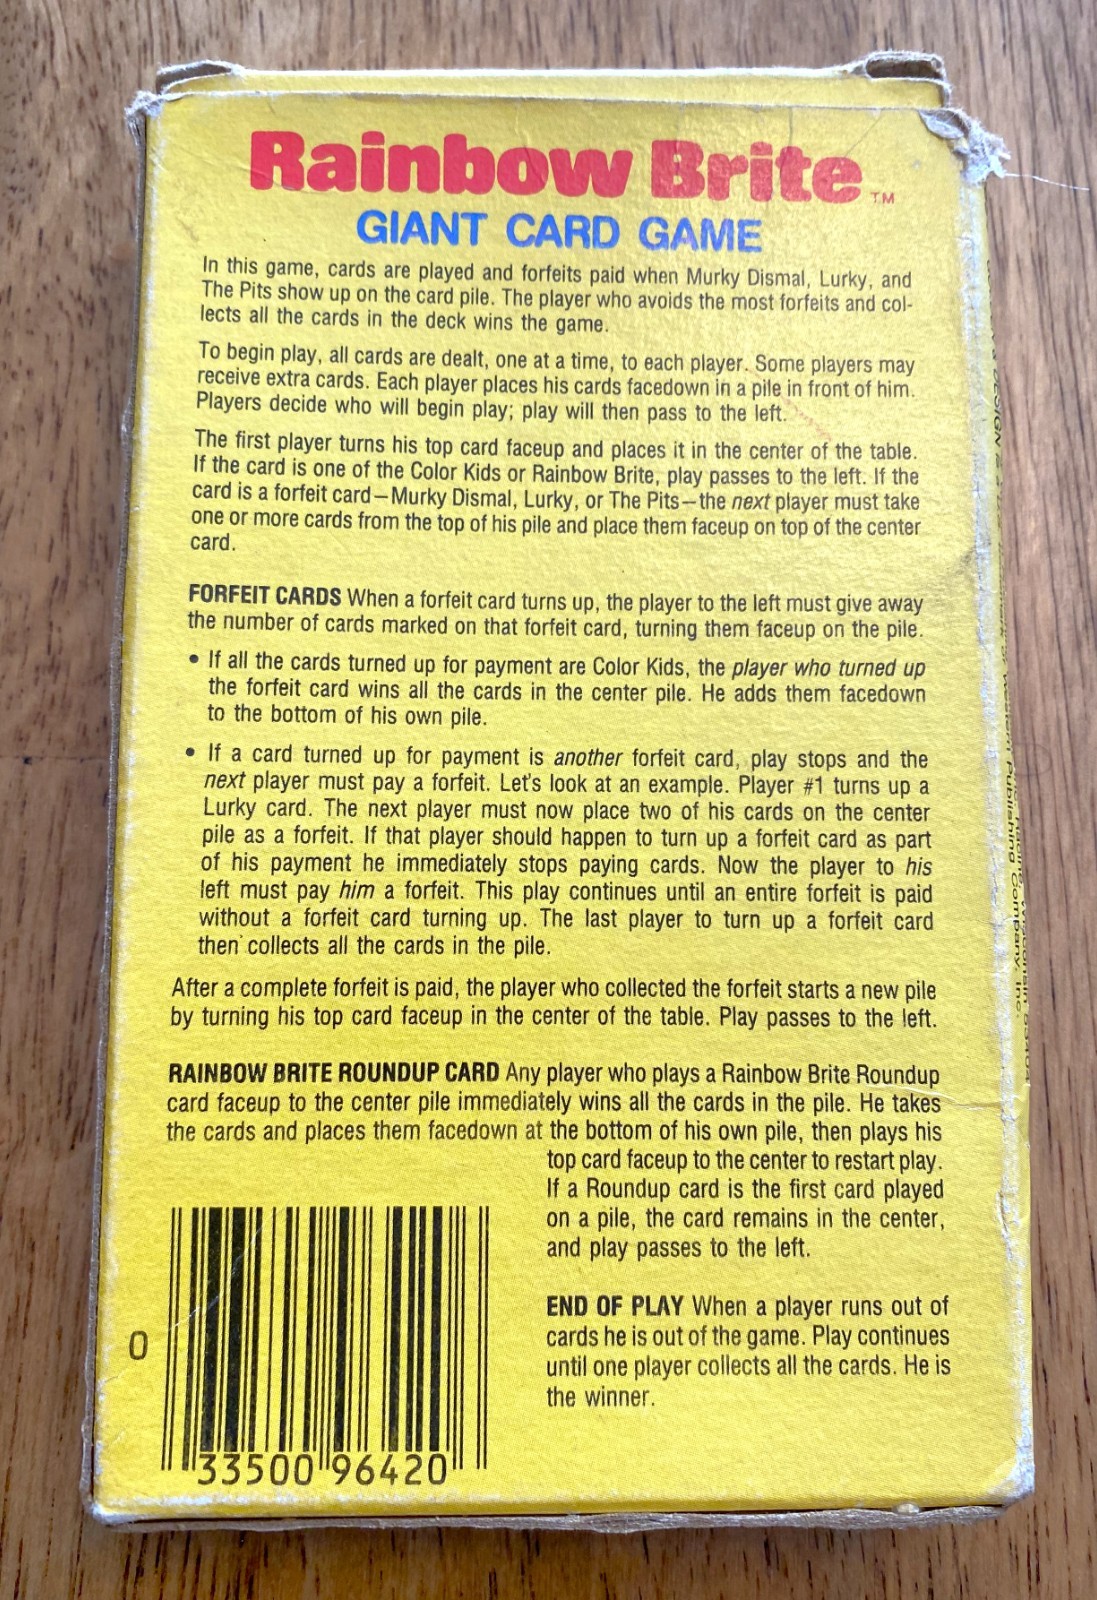 Rainbow Brite™
GIANT CARD GAME
In this game, cards are played and forfeits paid when Murky Dismal, Lurky, and
The Pits show up on the card pile. The player who avoids the most forfeits and col-
lects all the cards in the deck wins the game.
To begin play, all cards are dealt, one at a time, to each player. Some players may
receive extra cards. Each player places his cards facedown in a pile in front of him.
Players decide who will begin play; play will then pass to the left.
The first player turns his top card faceup and places it in the center of the table.
If the card is one of the Color Kids or Rainbow Brite, play passes to the left. If the
card is a forfeit card—Murky Dismal, Lurky, or The Pits—the next player must take
one or more cards from the top of his pile and place them faceup on top of the center
card.
FORFEIT CARDS When a forfeit card turns up, the player to the left must give away
the number of cards marked on that forfeit card, turning them faceup on the pile.
• If all the cards turned up for payment are Color Kids, the player who turned up
the forfeit card wins all the cards in the center pile. He adds them facedown
to the bottom of his own pile.
• If a card turned up for payment is another forfeit card, play stops and the
next player must pay a forfeit. Let's look at an example. Player #1 turns up a
Lurky card. The next player must now place two of his cards on the center
pile as a forfeit. If that player should happen to turn up a forfeit card as part
of his payment he immediately stops paying cards. Now the player to his
left must pay him a forfeit. This play continues until an entire forfeit is paid
without a forfeit card turning up. The last player to turn up a forfeit card
then collects all the cards in the pile.
After a complete forfeit is paid, the player who collected the forfeit starts a new pile
by turning his top card faceup in the center of the table. Play passes to the left.
RAINBOW BRITE ROUNDUP CARD Any player who plays a Rainbow Brite Roundup
card faceup to the center pile immediately wins all the cards in the pile. He takes
the cards and places them facedown at the bottom of his own pile, then plays his
top card faceup to the center to restart play.
If a Roundup card is the first card played
on a pile, the card remains in the center,
and play passes to the left.
END OF PLAY When a player runs out of
cards he is out of the game. Play continues
until one player collects all the cards. He is
the winner.
0 33500 96420
Western Publishing Company, Inc.